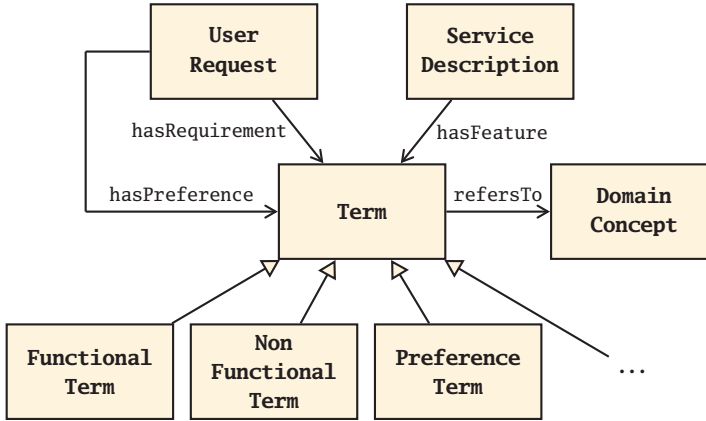 User
Request
Service
Description
hasRequirement
hasFeature
hasPreference
Term
refersTo
Domain
Concept
Functional
Term
Non
Functional
Term
Preference
Term
...